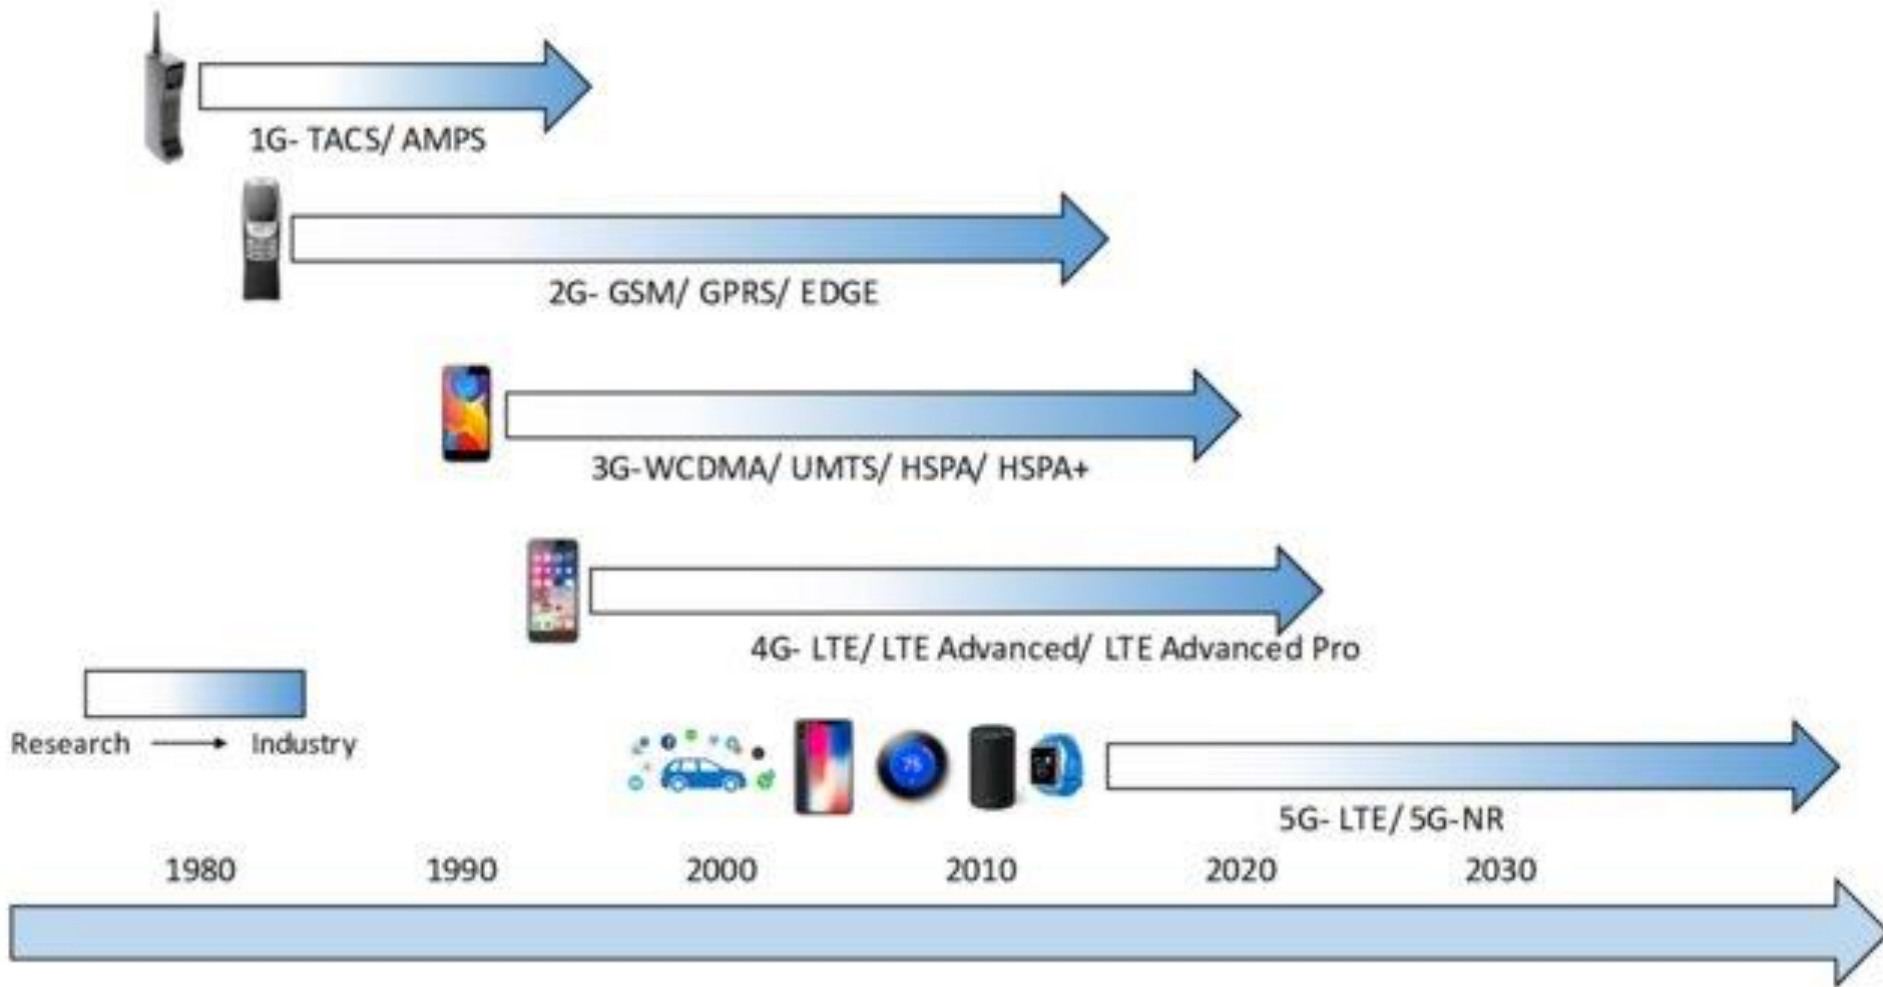 1G- TACS/ AMPS
2G- GSM/ GPRS/ EDGE
3G-WCDMA/ UMTS/ HSPA/ HSPA+
4G- LTE/ LTE Advanced/ LTE Advanced Pro
Research → Industry
75
5G- LTE/ 5G-NR
1980 1990 2000 2010 2020 2030